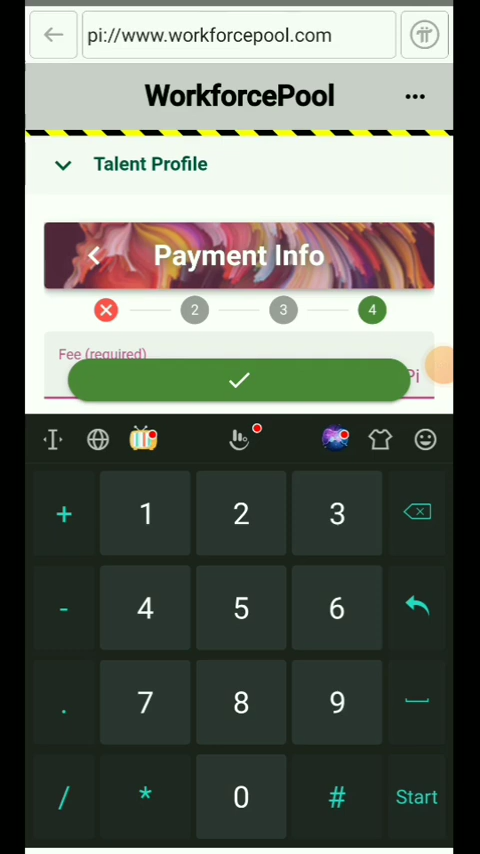 pi://www.workforcepool.com
WorkforcePool
Talent Profile
Payment Info
2
3
4
Fee (required)
Pi
+
1
2
3
-
4
5
6
.
7
8
9
/
*
0
#
Start